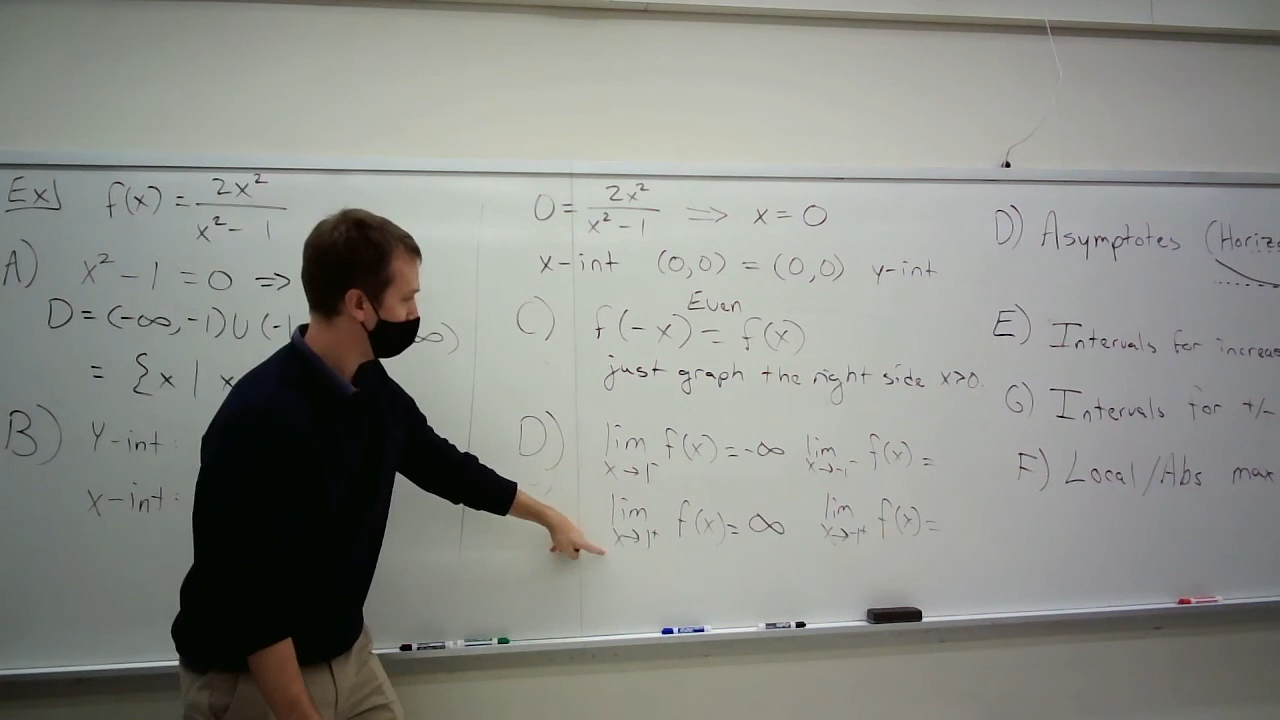 Ex] f(x) = 2x²/(x² - 1)
A) x² - 1 = 0 ⇒
D = (-∞, -1) ∪ (-1 ∞)
= {x | x
B) Y-int:
X-int:
0 = 2x²/(x² - 1) ⇒ x = 0
x-int (0,0) = (0,0) y-int
Even
C) f(-x) = f(x)
just graph the right side x>0.
D) lim x→1⁻ f(x) = -∞ lim x→-1⁻ f(x) =
lim x→1⁺ f(x) = ∞ lim x→-1⁺ f(x) =
D) Asymptotes (Horizo
E) Intervals for increas
G) Intervals for +/-
F) Local/Abs max